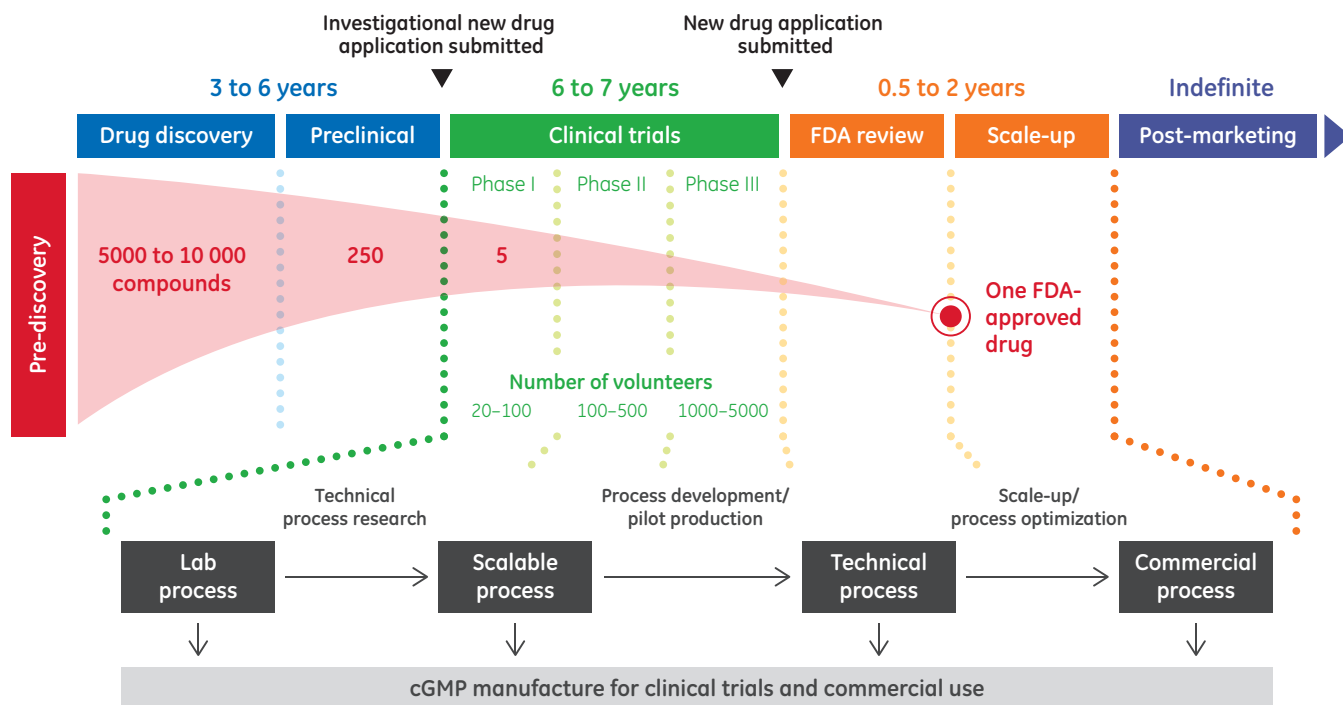 Investigational new drug
application submitted
New drug application
submitted
3 to 6 years
6 to 7 years
0.5 to 2 years
Indefinite
Drug discovery
Preclinical
Clinical trials
FDA review
Scale-up
Post-marketing
Pre-discovery
Phase I
Phase II
Phase III
5000 to 10 000
compounds
250
5
One FDA-
approved
drug
Number of volunteers
20–100
100–500
1000–5000
Technical
process research
Process development/
pilot production
Scale-up/
process optimization
Lab
process
Scalable
process
Technical
process
Commercial
process
cGMP manufacture for clinical trials and commercial use